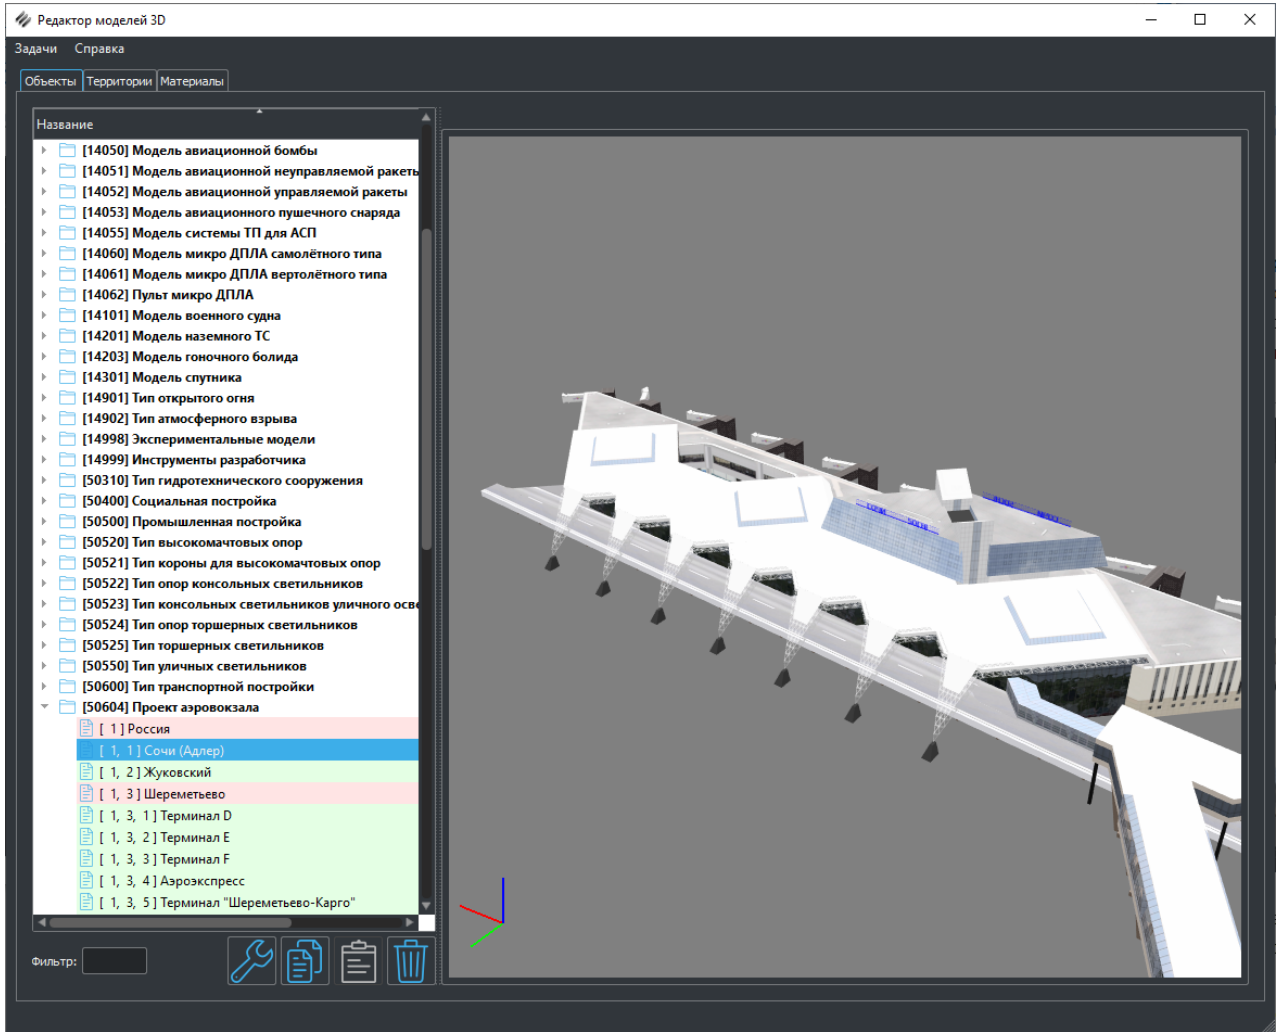 Редактор моделей 3D
Задачи Справка
Объекты Территории Материалы
Название
[14050] Модель авиационной бомбы
[14051] Модель авиационной неуправляемой ракеты
[14052] Модель авиационной управляемой ракеты
[14053] Модель авиационного пушечного снаряда
[14055] Модель системы ТП для АСП
[14060] Модель микро ДПЛА самолётного типа
[14061] Модель микро ДПЛА вертолётного типа
[14062] Пульт микро ДПЛА
[14101] Модель военного судна
[14201] Модель наземного ТС
[14203] Модель гоночного болида
[14301] Модель спутника
[14901] Тип открытого огня
[14902] Тип атмосферного взрыва
[14998] Экспериментальные модели
[14999] Инструменты разработчика
[50310] Тип гидротехнического сооружения
[50400] Социальная постройка
[50500] Промышленная постройка
[50520] Тип высокомачтовых опор
[50521] Тип короны для высокомачтовых опор
[50522] Тип опор консольных светильников
[50523] Тип консольных светильников уличного осве
[50524] Тип опор торшерных светильников
[50525] Тип торшерных светильников
[50550] Тип уличных светильников
[50600] Тип транспортной постройки
[50604] Проект аэровокзала
[ 1 ] Россия
[ 1, 1 ] Сочи (Адлер)
[ 1, 2 ] Жуковский
[ 1, 3 ] Шереметьево
[ 1, 3, 1 ] Терминал D
[ 1, 3, 2 ] Терминал E
[ 1, 3, 3 ] Терминал F
[ 1, 3, 4 ] Аэроэкспресс
[ 1, 3, 5 ] Терминал "Шереметьево-Карго"
Фильтр: